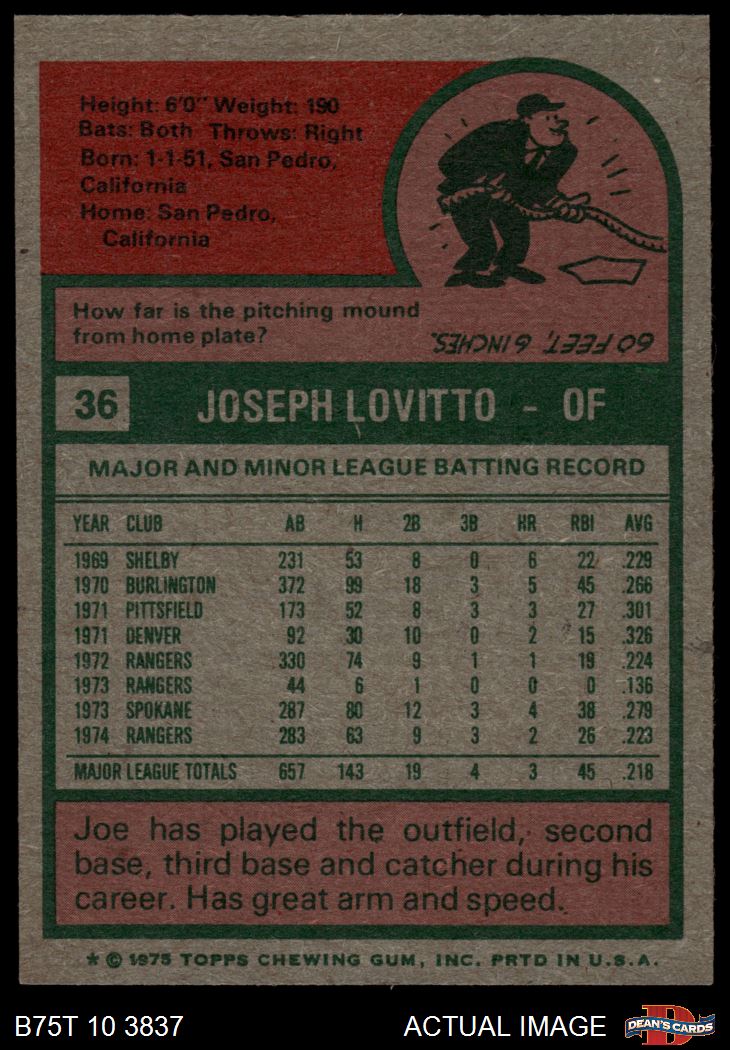 Height: 6'0" Weight: 190
Bats: Both Throws: Right
Born: 1-1-51, San Pedro,
California
Home: San Pedro,
California
How far is the pitching mound
from home plate?
60 FEET, 6 INCHES.
36 JOSEPH LOVITTO - OF
MAJOR AND MINOR LEAGUE BATTING RECORD
YEAR CLUB AB H 2B 3B HR RBI AVG
1969 SHELBY 231 53 8 0 6 22 .229
1970 BURLINGTON 372 99 18 3 5 45 .266
1971 PITTSFIELD 173 52 8 3 3 27 .301
1971 DENVER 92 30 10 0 2 15 .326
1972 RANGERS 330 74 9 1 1 19 .224
1973 RANGERS 44 6 1 0 0 0 .136
1973 SPOKANE 287 80 12 3 4 38 .279
1974 RANGERS 283 63 9 3 2 26 .223
MAJOR LEAGUE TOTALS 657 143 19 4 3 45 .218
Joe has played the outfield, second
base, third base and catcher during his
career. Has great arm and speed.
* © 1975 TOPPS CHEWING GUM, INC. PRTD IN U.S.A.
B75T 10 3837 ACTUAL IMAGE D DEAN'S CARDS